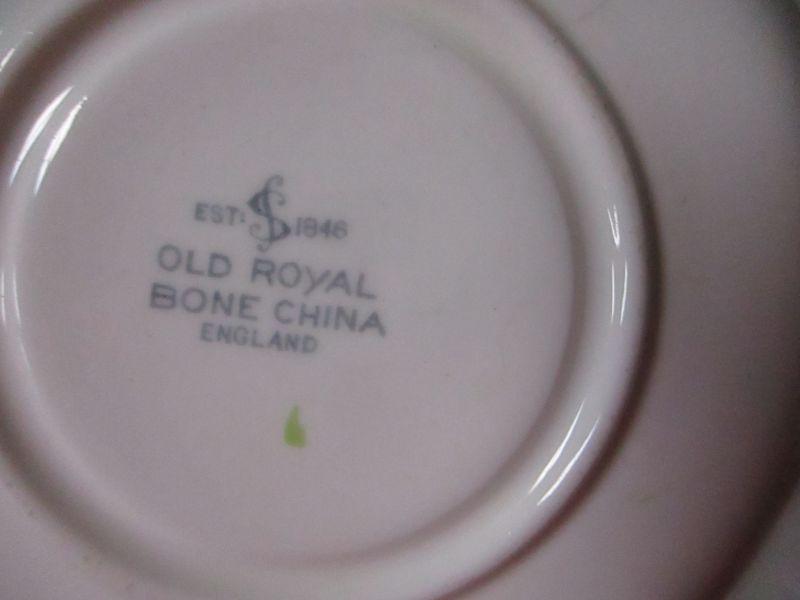 EST: S 1846
OLD ROYAL
BONE CHINA
ENGLAND